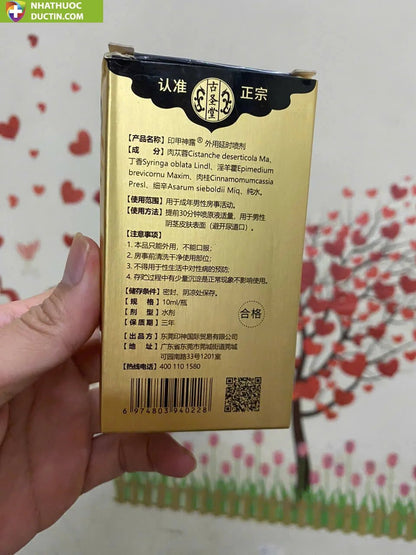 NHATHUOC
DUCTIN.COM
认准 古圣堂 正宗
【产品名称】印甲神露® 外用延时喷剂
【成 分】肉苁蓉Cistanche deserticola Ma,
丁香Syringa oblata Lindl、淫羊藿Epimedium
brevicornu Maxim、肉桂Cinnamomumcassia
Presl、细辛Asarum sieboldii Miq、纯水。
【使用范围】用于成年男性房事活动。
【使用方法】提前30分钟喷原液适量，用于男性
阴茎皮肤表面（避开尿道口）。
【注意事项】
1. 本品只能外用，不能口服；
2. 房事前清洗干净使用部位；
3. 不得用于性生活中对性病的预防；
4. 存贮过程中有少量沉淀是正常现象不影响使用。
【储存条件】密封，阴凉处保存。
【规 格】10ml/瓶
【剂 型】水剂
【保 质 期】三年
合格
【出 品 方】东莞印神国际贸易有限公司
【地 址】广东省东莞市莞城街道莞城
可园南路33号1201室
【热线电话】400 110 1580
6 974803 940228